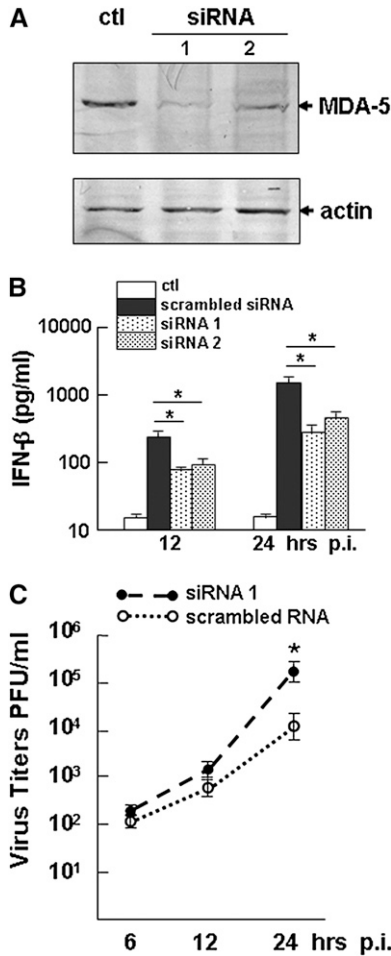 A
ctl siRNA
1 2
MDA-5
actin
B
ctl
scrambled siRNA
siRNA 1
siRNA 2
IFN-β (pg/ml)
10000
1000
100
10
* *
* *
12 24 hrs p.i.
C
siRNA 1
scrambled RNA
Virus Titers PFU/ml
10⁶
10⁵
10⁴
10³
10²
10¹
*
6 12 24 hrs p.i.